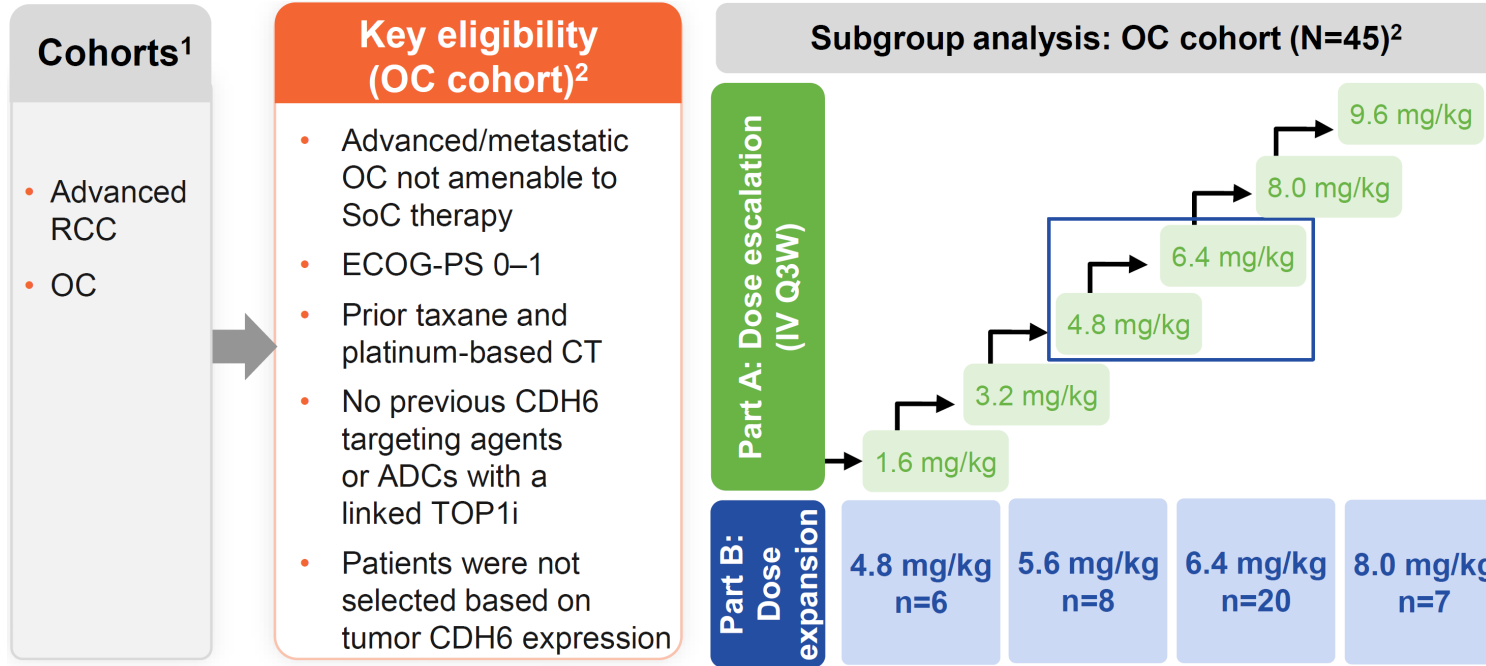 Cohorts¹
• Advanced
RCC
• OC
Key eligibility
(OC cohort)²
• Advanced/metastatic
OC not amenable to
SoC therapy
• ECOG-PS 0–1
• Prior taxane and
platinum-based CT
• No previous CDH6
targeting agents
or ADCs with a
linked TOP1i
• Patients were not
selected based on
tumor CDH6 expression
Subgroup analysis: OC cohort (N=45)²
Part A: Dose escalation
(IV Q3W)
9.6 mg/kg
8.0 mg/kg
6.4 mg/kg
4.8 mg/kg
3.2 mg/kg
1.6 mg/kg
Part B:
Dose
expansion
4.8 mg/kg
n=6
5.6 mg/kg
n=8
6.4 mg/kg
n=20
8.0 mg/kg
n=7